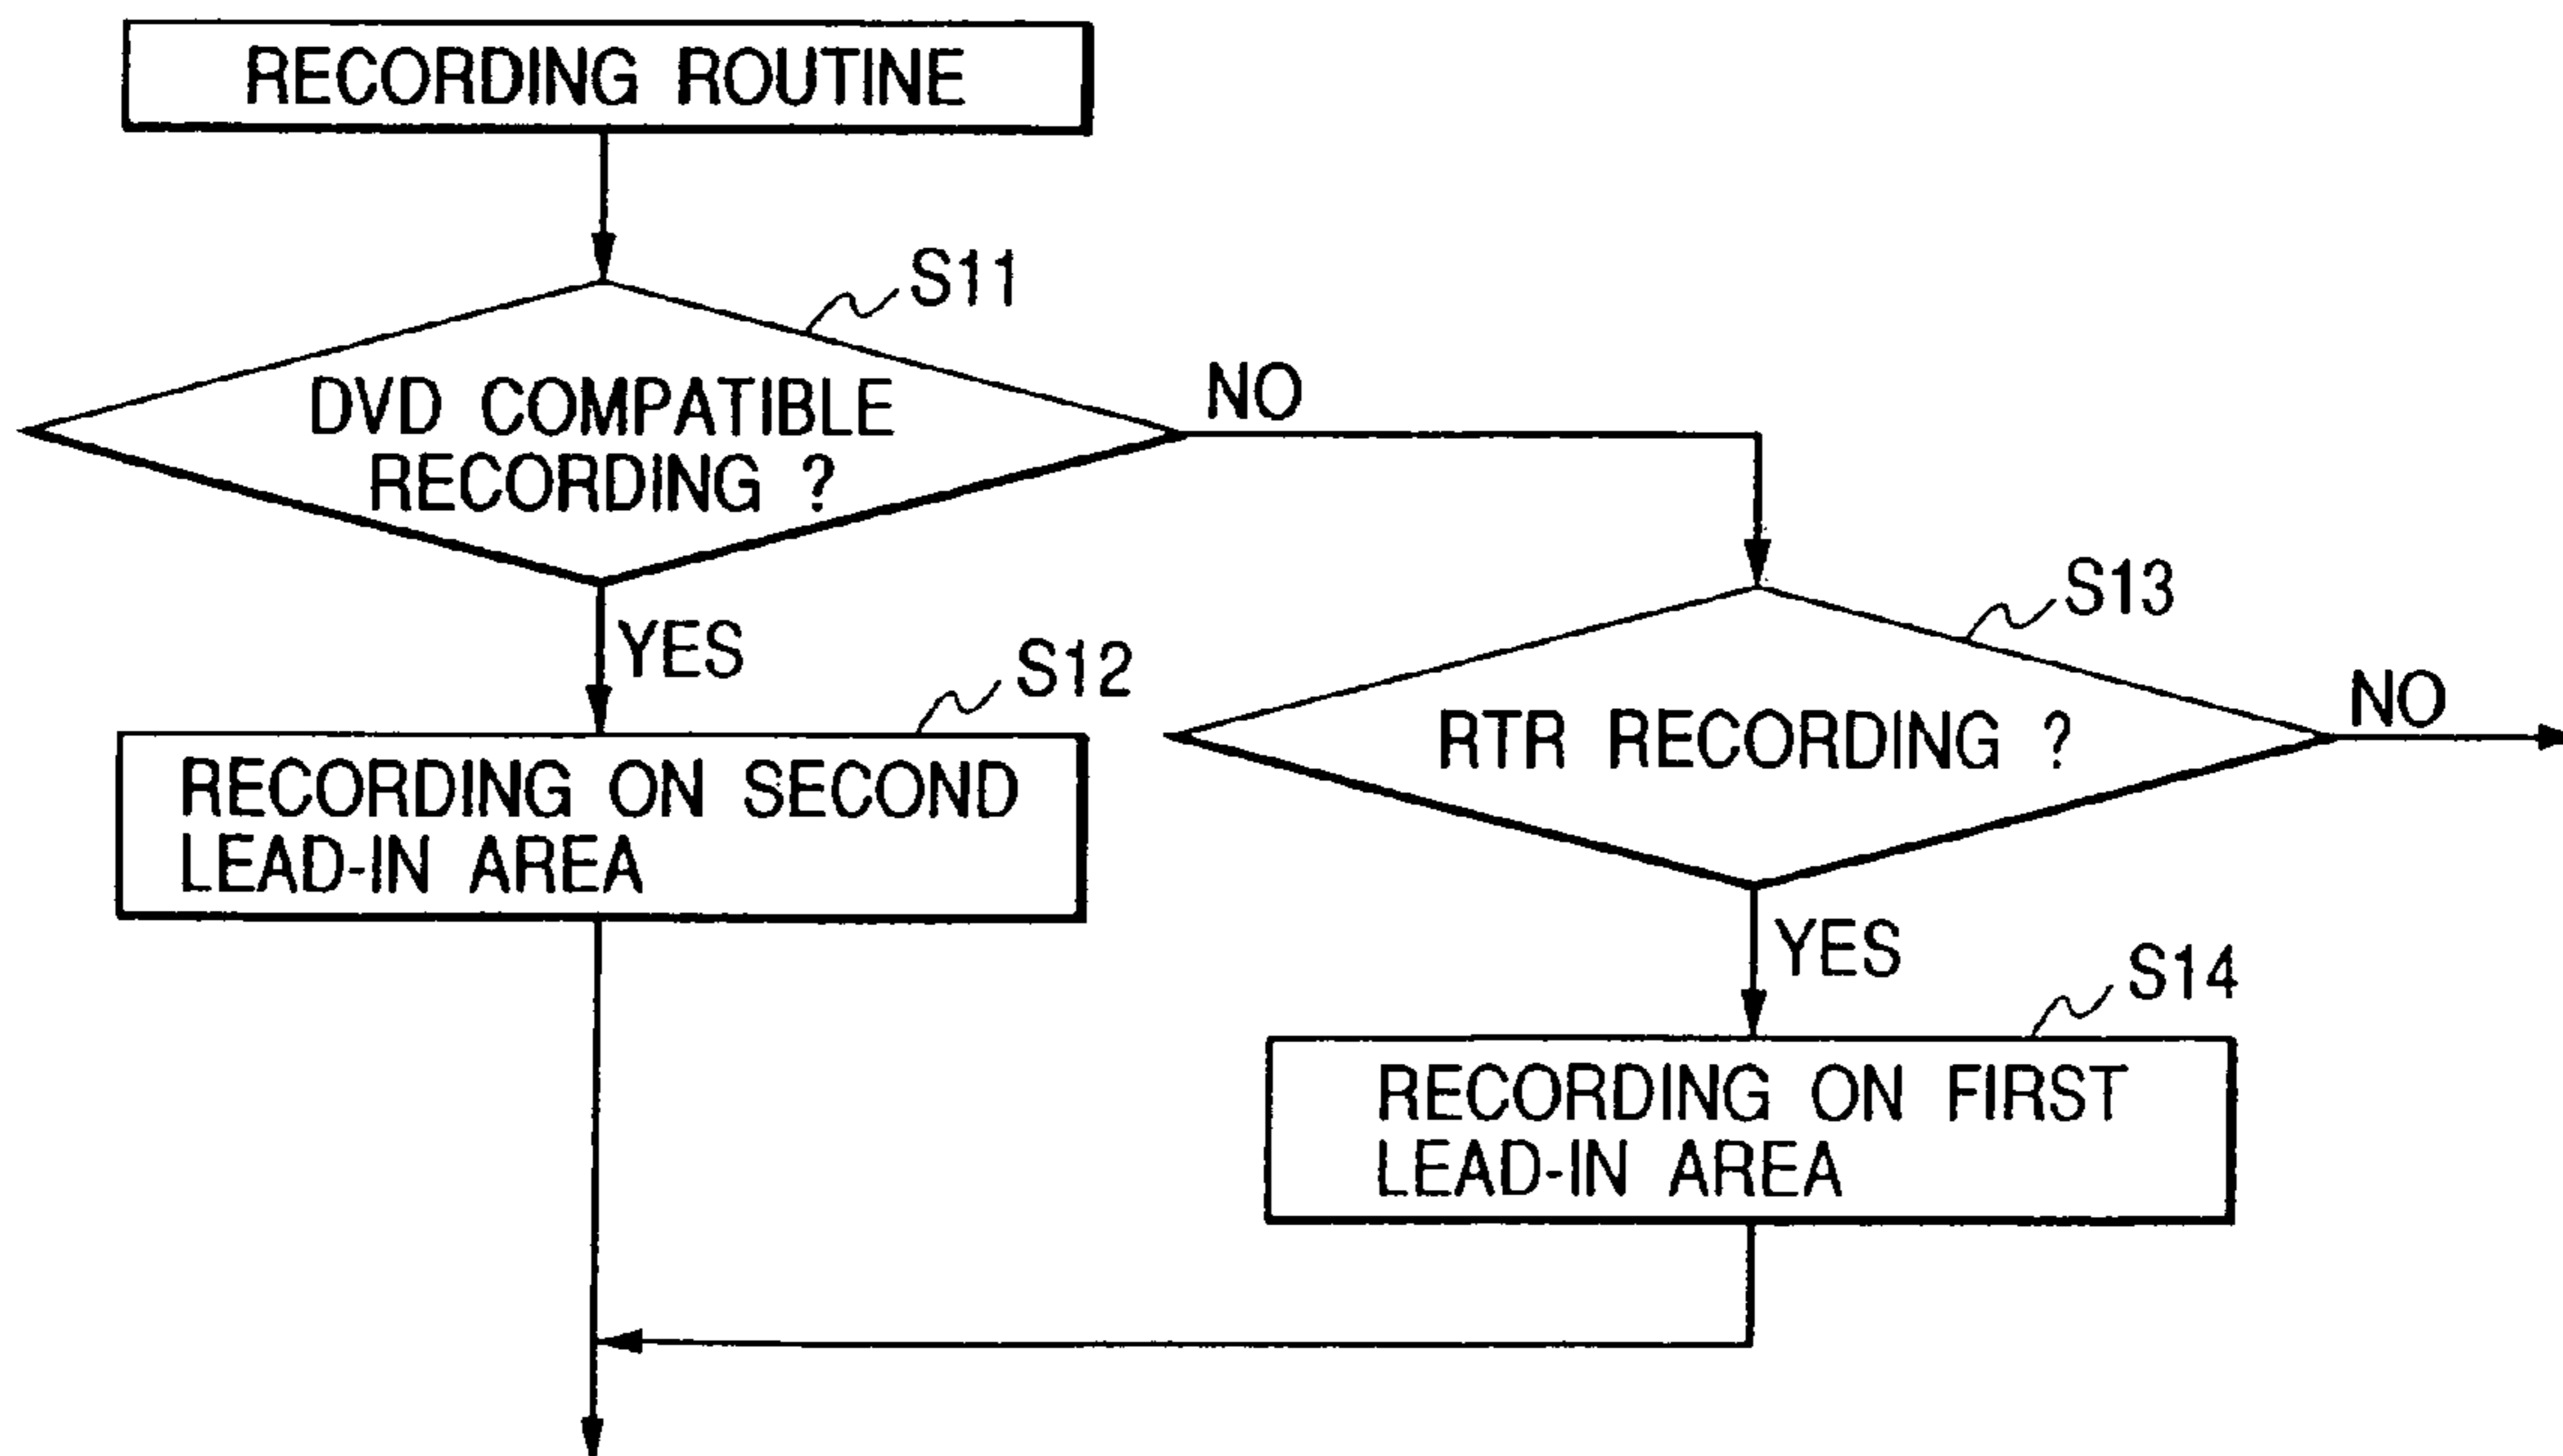 RECORDING ROUTINE
S11
DVD COMPATIBLE
RECORDING ?
NO
YES
S12
RECORDING ON SECOND
LEAD-IN AREA
S13
RTR RECORDING ?
NO
YES
S14
RECORDING ON FIRST
LEAD-IN AREA